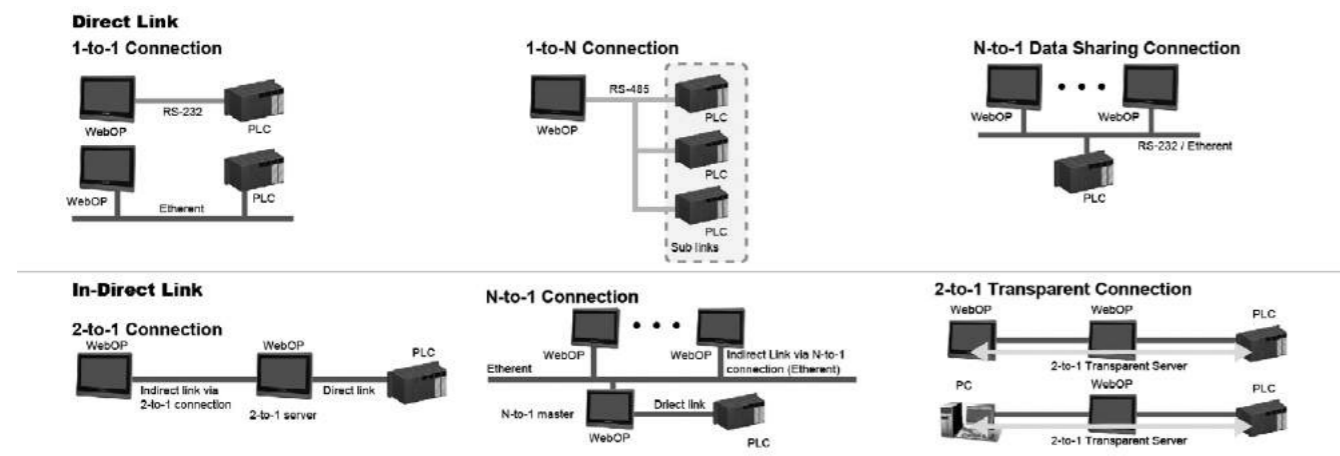 Direct Link
1-to-1 Connection
WebOP
RS-232
PLC
WebOP
Etherent
PLC
1-to-N Connection
WebOP
RS-485
PLC
PLC
PLC
Sub links
N-to-1 Data Sharing Connection
WebOP
WebOP
RS-232 / Etherent
PLC
In-Direct Link
2-to-1 Connection
WebOP
WebOP
PLC
Indirect link via
2-to-1 connection
Direct link
2-to-1 server
N-to-1 Connection
WebOP
WebOP
Indirect Link via N-to-1
connection (Ethernet)
Ethernet
N-to-1 master
Driect link
WebOP
PLC
2-to-1 Transparent Connection
WebOP
WebOP
PLC
2-to-1 Transparent Server
PC
WebOP
PLC
2-to-1 Transparent Server